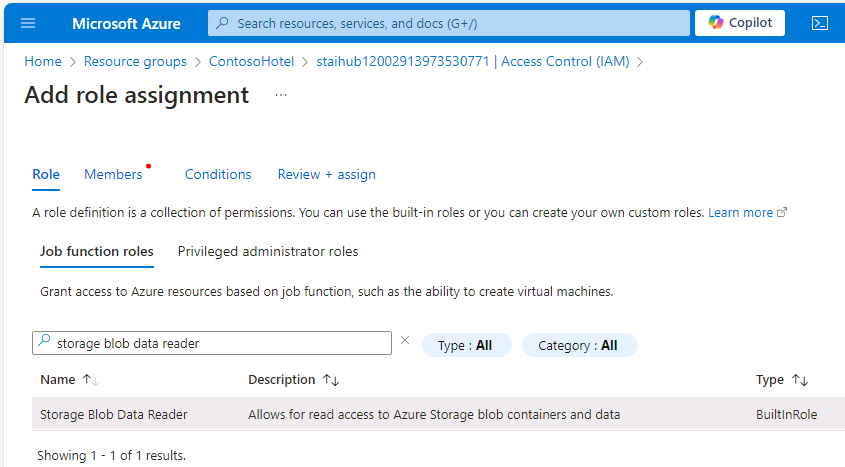 Microsoft Azure
Search resources, services, and docs (G+/)
Copilot
Home > Resource groups > ContosoHotel > staihub12002913973530771 | Access Control (IAM) >
Add role assignment ...
Role Members Conditions Review + assign
A role definition is a collection of permissions. You can use the built-in roles or you can create your own custom roles. Learn more
Job function roles Privileged administrator roles
Grant access to Azure resources based on job function, such as the ability to create virtual machines.
storage blob data reader × Type : All Category : All
Name ↑↓ Description ↑↓ Type ↑↓
Storage Blob Data Reader Allows for read access to Azure Storage blob containers and data BuiltInRole
Showing 1 - 1 of 1 results.